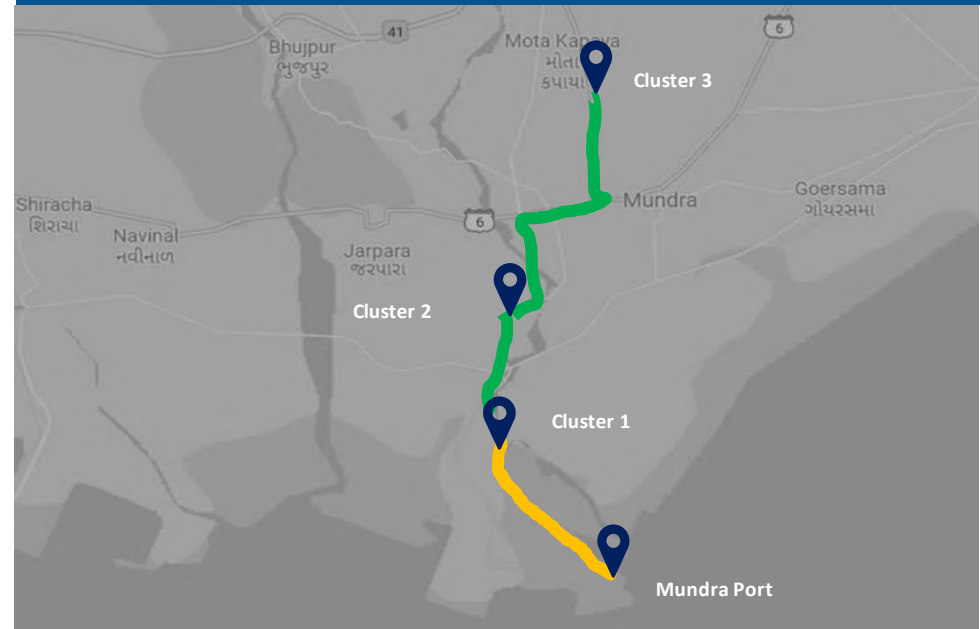 41
6
Bhujpur
ભુજપુર
Mota Kapaya
મોટા
કપાયા
Cluster 3
Shiracha
શિરાચા
Navinal
નવીનાળ
6
Mundra
Goersama
ગોયરસમા
Jarpara
જરપારા
Cluster 2
Cluster 1
Mundra Port